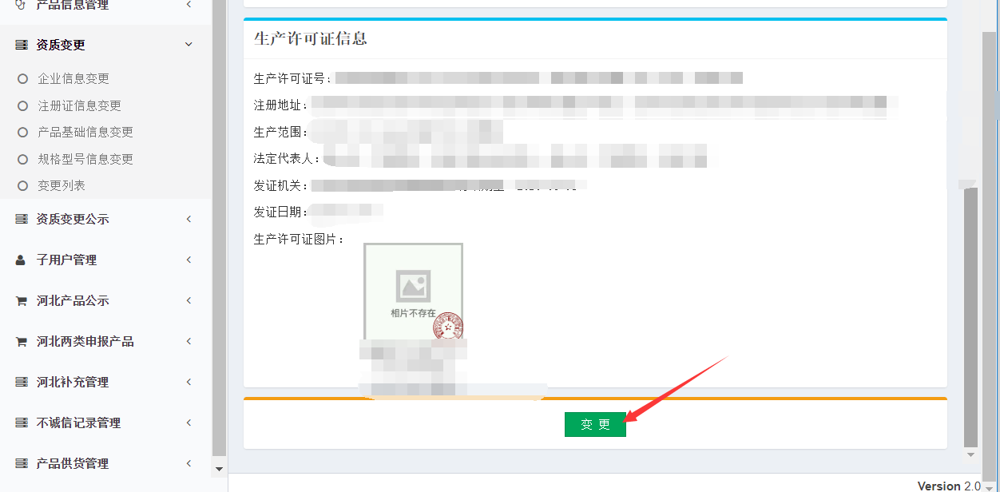 产品信息管理
资质变更
企业信息变更
注册证信息变更
产品基础信息变更
规格型号信息变更
变更列表
资质变更公示
子用户管理
河北产品公示
河北两类申报产品
河北补充管理
不诚信记录管理
产品供货管理
生产许可证信息
生产许可证号：
注册地址：
生产范围：
法定代表人：
发证机关：
发证日期：
生产许可证图片：
相片不存在
变 更
Version 2.0